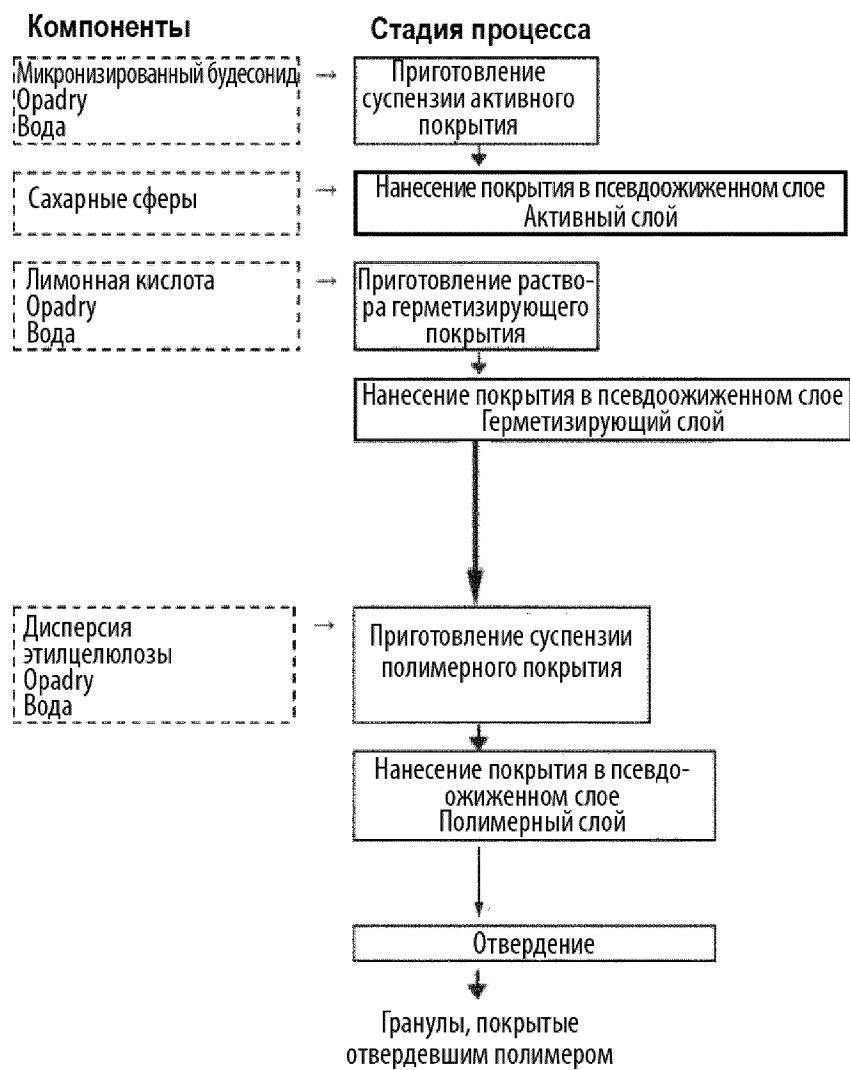 Компоненты
Стадия процесса
Микронизированный будесонид
Opadry
Вода
→
Приготовление
суспензии активного
покрытия
Сахарные сферы
→
Нанесение покрытия в псевдоожиженном слое
Активный слой
Лимонная кислота
Opadry
Вода
→
Приготовление раство-
ра герметизирующего
покрытия
Нанесение покрытия в псевдоожиженном слое
Герметизирующий слой
Дисперсия
этилцелюлозы
Opadry
Вода
→
Приготовление суспензии
полимерного покрытия
Нанесение покрытия в псевдо-
ожиженном слое
Полимерный слой
Отвердение
Гранулы, покрытые
отвердевшим полимером